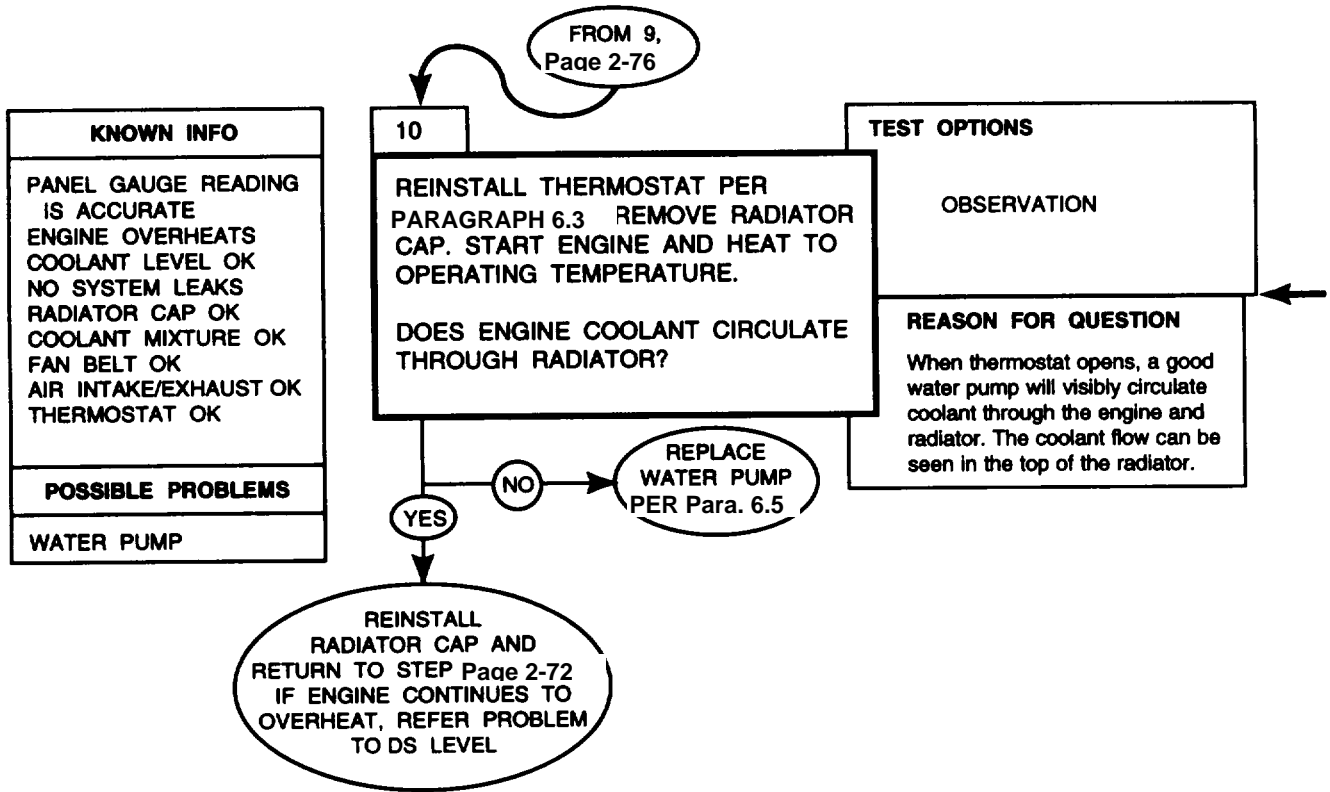 FROM 9,
Page 2-76
KNOWN INFO
PANEL GAUGE READING
IS ACCURATE
ENGINE OVERHEATS
COOLANT LEVEL OK
NO SYSTEM LEAKS
RADIATOR CAP OK
COOLANT MIXTURE OK
FAN BELT OK
AIR INTAKE/EXHAUST OK
THERMOSTAT OK
POSSIBLE PROBLEMS
WATER PUMP
10
REINSTALL THERMOSTAT PER
PARAGRAPH 6.3 REMOVE RADIATOR
CAP. START ENGINE AND HEAT TO
OPERATING TEMPERATURE.
DOES ENGINE COOLANT CIRCULATE
THROUGH RADIATOR?
TEST OPTIONS
OBSERVATION
REASON FOR QUESTION
When thermostat opens, a good
water pump will visibly circulate
coolant through the engine and
radiator. The coolant flow can be
seen in the top of the radiator.
NO
REPLACE
WATER PUMP
PER Para. 6.5
YES
REINSTALL
RADIATOR CAP AND
RETURN TO STEP Page 2-72
IF ENGINE CONTINUES TO
OVERHEAT, REFER PROBLEM
TO DS LEVEL